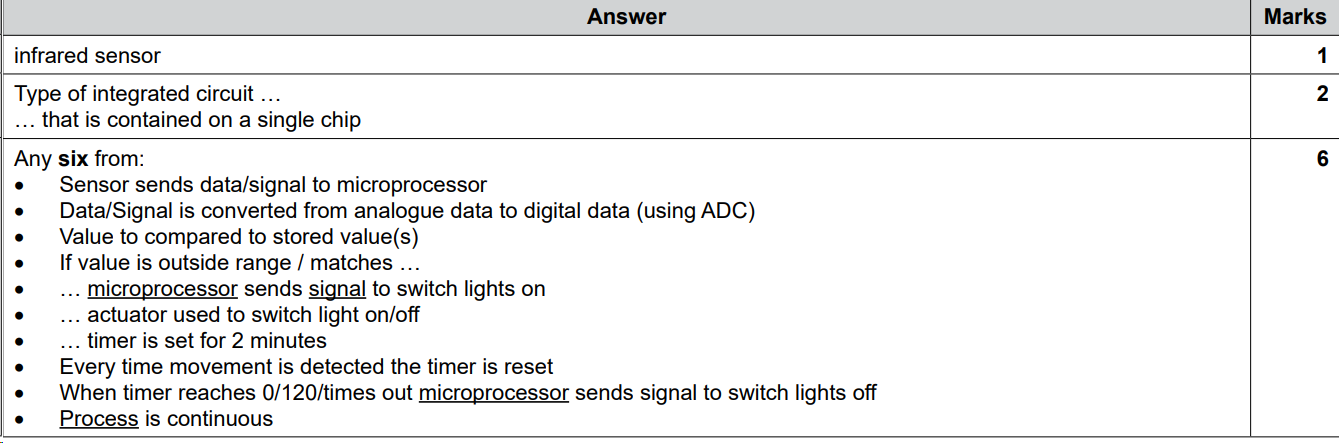 Answer Marks
infrared sensor 1
Type of integrated circuit … 2
… that is contained on a single chip
Any six from: 6
• Sensor sends data/signal to microprocessor
• Data/Signal is converted from analogue data to digital data (using ADC)
• Value to compared to stored value(s)
• If value is outside range / matches …
• … microprocessor sends signal to switch lights on
• … actuator used to switch light on/off
• … timer is set for 2 minutes
• Every time movement is detected the timer is reset
• When timer reaches 0/120/times out microprocessor sends signal to switch lights off
• Process is continuous